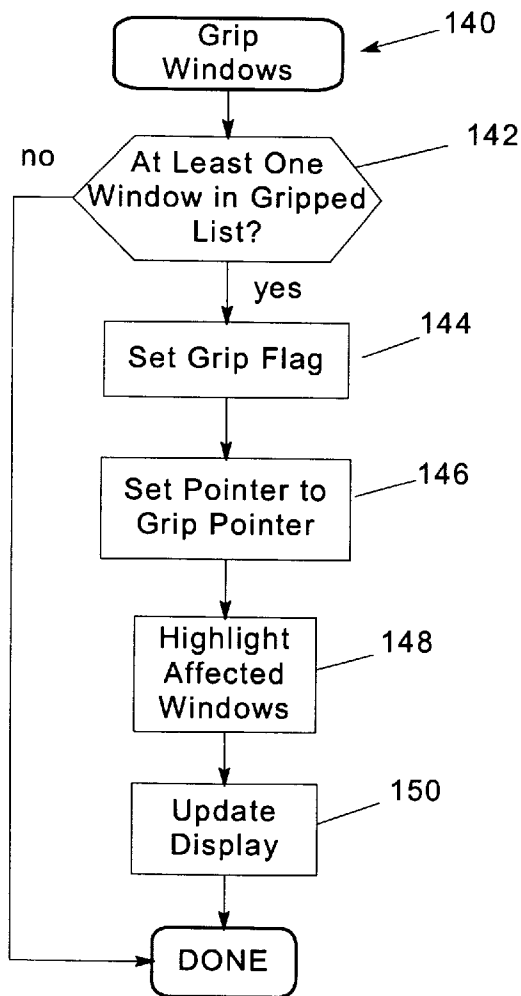 Grip
Windows
140
no
At Least One
Window in Gripped
List?
142
yes
Set Grip Flag
144
Set Pointer to
Grip Pointer
146
Highlight
Affected
Windows
148
Update
Display
150
DONE